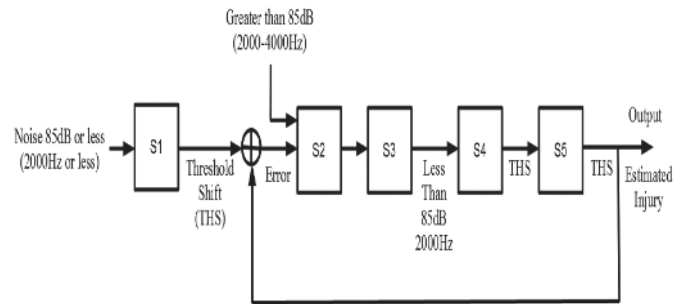 Greater than 85dB
(2000-4000Hz)
Noise 85dB or less
(2000Hz or less)
S1
Threshold
Shift
(THS)
Error
S2
S3
Less
Than
85dB
2000Hz
S4
THS
S5
THS
Output
Estimated
Injury